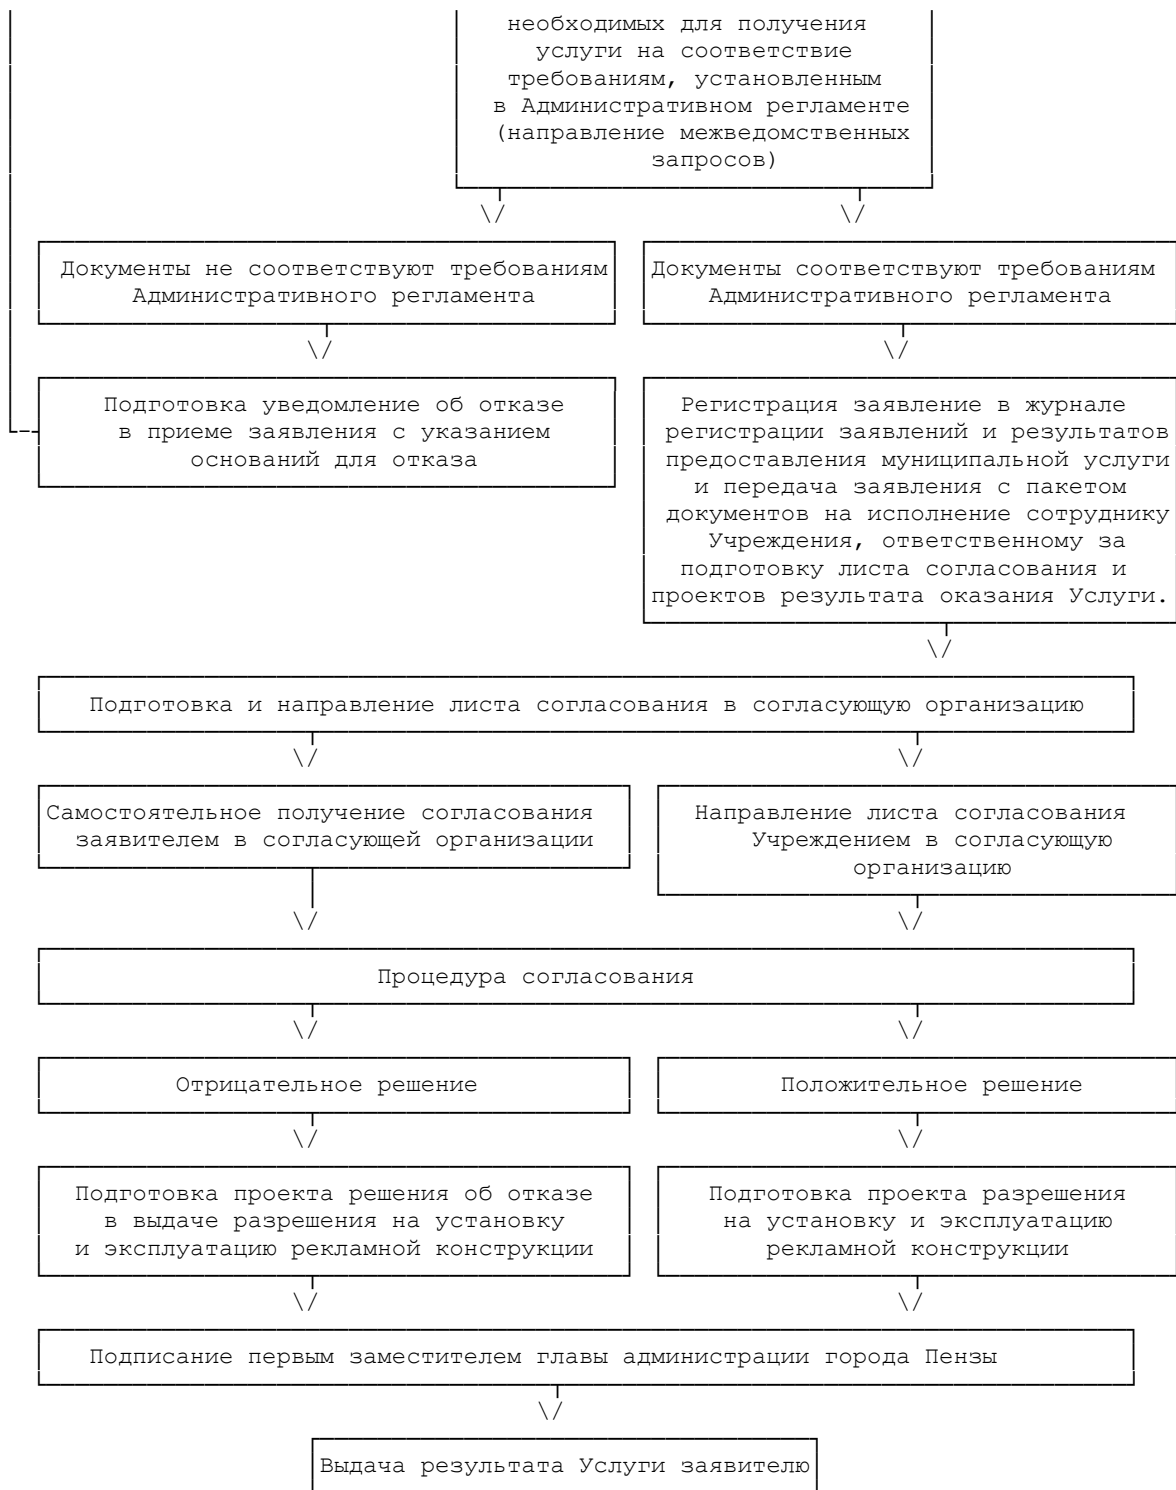 необходимых для получения
услуги на соответствие
требованиям, установленным
в Административном регламенте
(направление межведомственных
запросов)
Документы не соответствуют требованиям
Административного регламента
Документы соответствуют требованиям
Административного регламента
Подготовка уведомление об отказе
в приеме заявления с указанием
оснований для отказа
Регистрация заявление в журнале
регистрации заявлений и результатов
предоставления муниципальной услуги
и передача заявления с пакетом
документов на исполнение сотруднику
Учреждения, ответственному за
подготовку листа согласования и
проектов результата оказания Услуги.
Подготовка и направление листа согласования в согласующую организацию
Самостоятельное получение согласования
заявителем в согласующей организации
Направление листа согласования
Учреждением в согласующую
организацию
Процедура согласования
Отрицательное решение
Положительное решение
Подготовка проекта решения об отказе
в выдаче разрешения на установку
и эксплуатацию рекламной конструкции
Подготовка проекта разрешения
на установку и эксплуатацию
рекламной конструкции
Подписание первым заместителем главы администрации города Пензы
Выдача результата Услуги заявителю